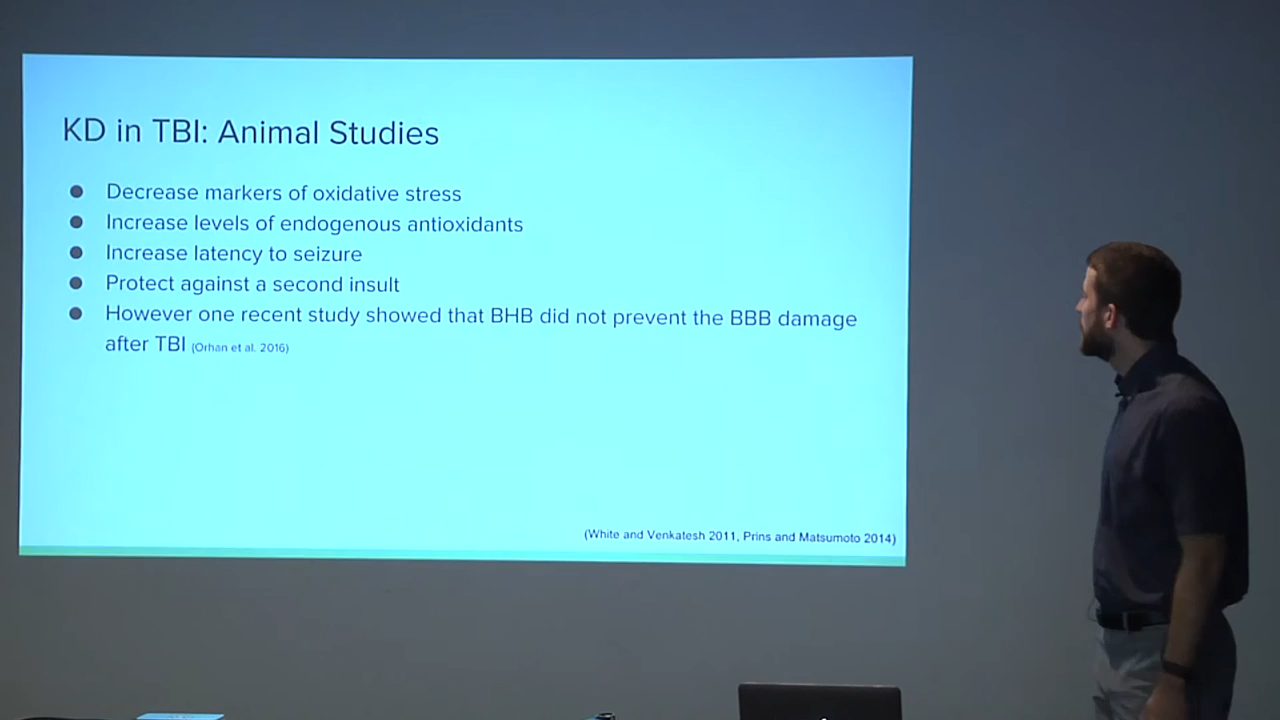 KD in TBI: Animal Studies
● Decrease markers of oxidative stress
● Increase levels of endogenous antioxidants
● Increase latency to seizure
● Protect against a second insult
● However one recent study showed that BHB did not prevent the BBB damage
after TBI (Orhan et al. 2016)
(White and Venkatesh 2011, Prins and Matsumoto 2014)